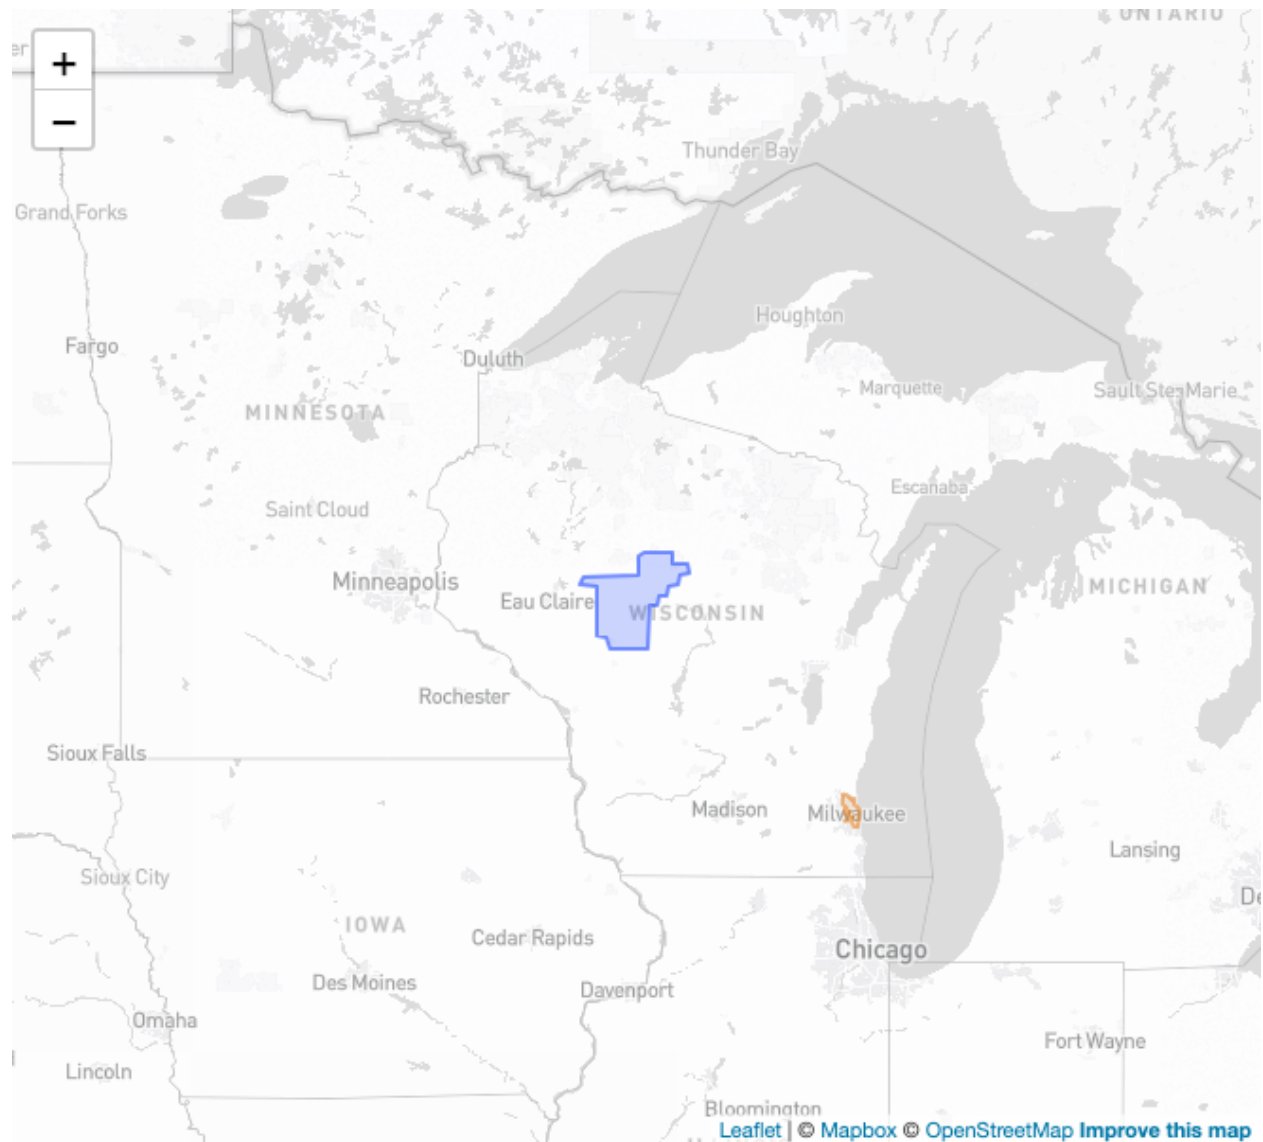 ONTARIO
+
er
−
Thunder Bay
Grand Forks
Houghton
Fargo
Duluth
Marquette
Sault Ste. Marie
MINNESOTA
Escanaba
Saint Cloud
Minneapolis
MICHIGAN
Eau Claire
WISCONSIN
Rochester
Sioux Falls
Madison
Milwaukee
Lansing
Sioux City
De
IOWA
Cedar Rapids
Chicago
Des Moines
Davenport
Omaha
Fort Wayne
Lincoln
Bloomington
Leaflet | © Mapbox © OpenStreetMap Improve this map